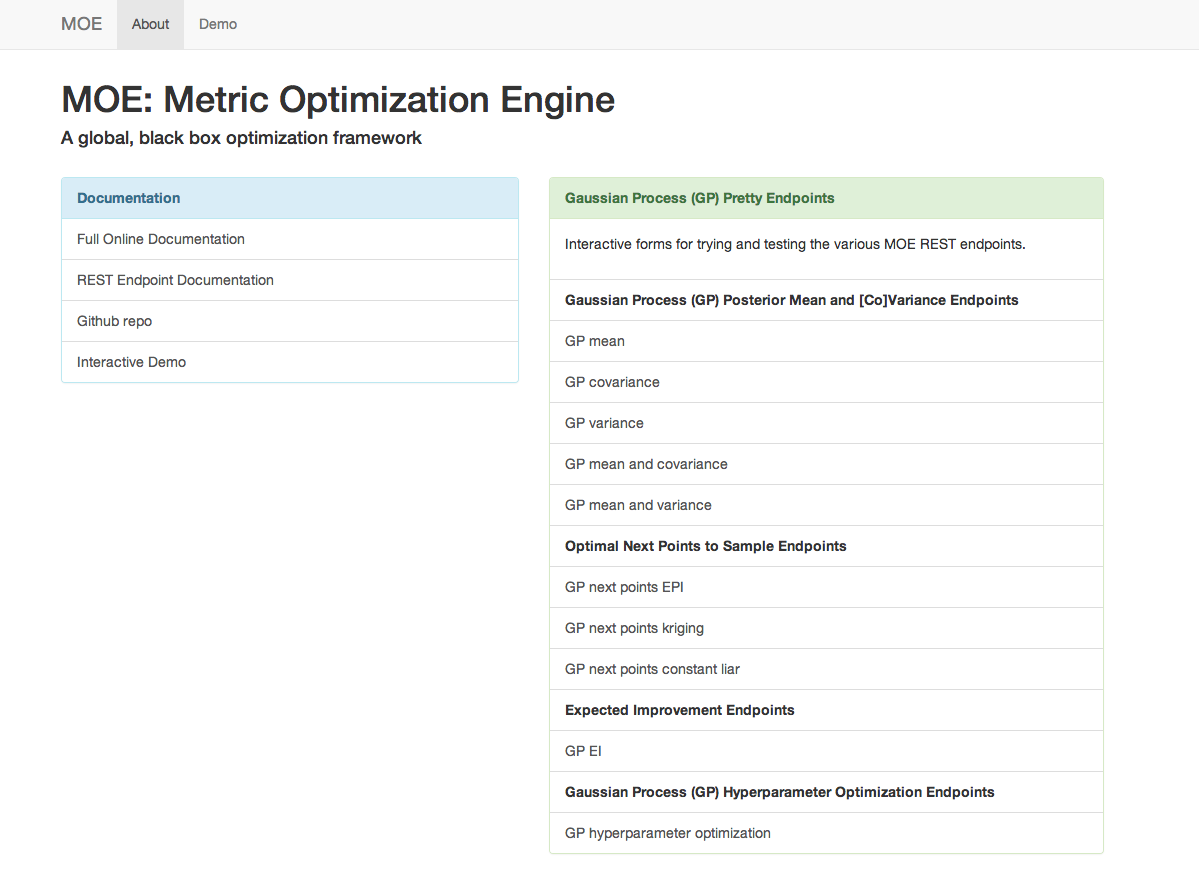 MOE About Demo
MOE: Metric Optimization Engine
A global, black box optimization framework
Documentation
Full Online Documentation
REST Endpoint Documentation
Github repo
Interactive Demo
Gaussian Process (GP) Pretty Endpoints
Interactive forms for trying and testing the various MOE REST endpoints.
Gaussian Process (GP) Posterior Mean and [Co]Variance Endpoints
GP mean
GP covariance
GP variance
GP mean and covariance
GP mean and variance
Optimal Next Points to Sample Endpoints
GP next points EPI
GP next points kriging
GP next points constant liar
Expected Improvement Endpoints
GP EI
Gaussian Process (GP) Hyperparameter Optimization Endpoints
GP hyperparameter optimization